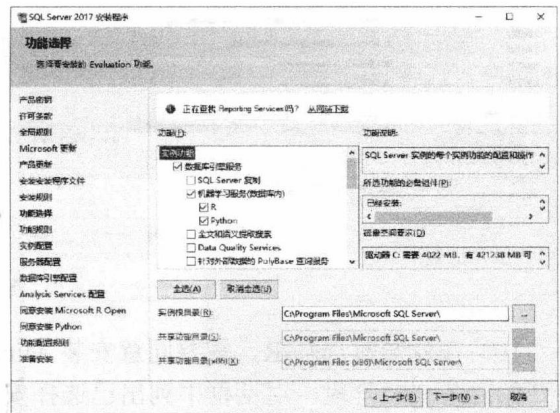 SQL Server 2017 安装程序
功能选择
选择要安装的 Evaluation 功能。
产品密钥
许可条款
全局规则
Microsoft 更新
产品更新
安装安装程序文件
安装规则
功能选择
功能规则
实例配置
服务器配置
数据库引擎配置
Analysis Services 配置
同意安装 Microsoft R Open
同意安装 Python
功能配置规则
准备安装
正在查找 Reporting Services 吗? 从网站下载
功能(F):
实例功能
数据库引擎服务
SQL Server 复制
机器学习服务(数据库内)
R
Python
全文和语义提取搜索
Data Quality Services
针对外部数据的 PolyBase 查询服务
功能说明:
SQL Server 实例的每个实例功能的配置和操作
所选功能的必备组件(P):
已经安装:
磁盘空间要求(D)
驱动器 C: 需要 4022 MB、有 421238 MB 可
全选(A)
取消全选(U)
实例根目录(R):
C:\Program Files\Microsoft SQL Server\
...
共享功能目录(S):
C:\Program Files\Microsoft SQL Server\
共享功能目录(x86)(X):
C:\Program Files (x86)\Microsoft SQL Server\
< 上一步(B)
下一步(N) >
取消